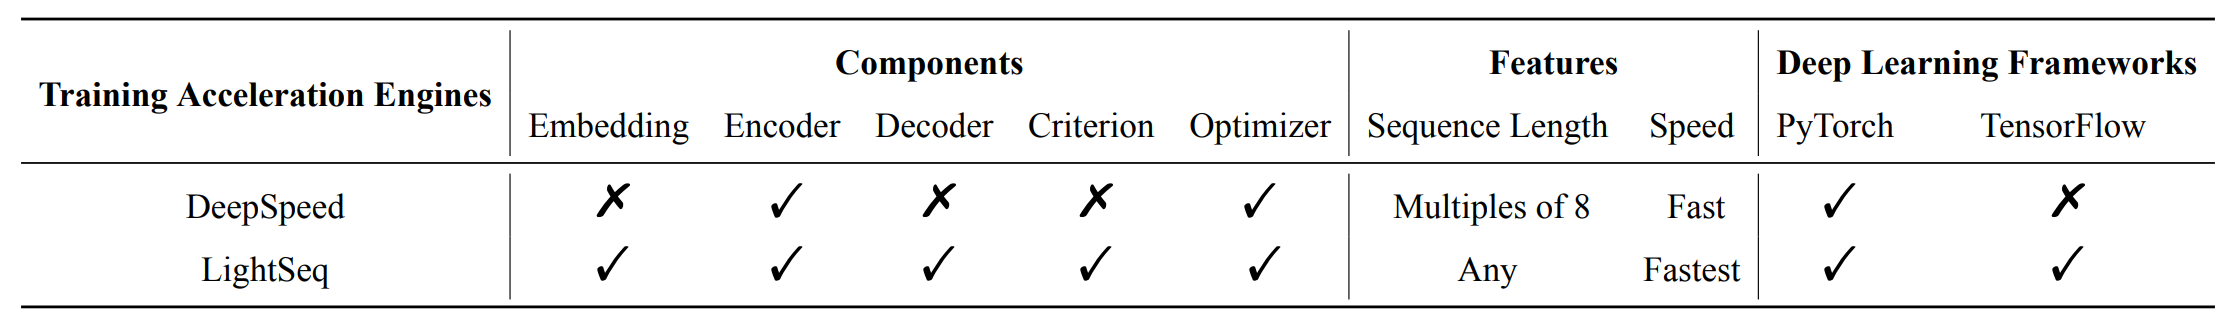 Components Features Deep Learning Frameworks
Training Acceleration Engines
Embedding Encoder Decoder Criterion Optimizer Sequence Length Speed PyTorch TensorFlow
DeepSpeed ✗ ✓ ✗ ✗ ✓ Multiples of 8 Fast ✓ ✗
LightSeq ✓ ✓ ✓ ✓ ✓ Any Fastest ✓ ✓